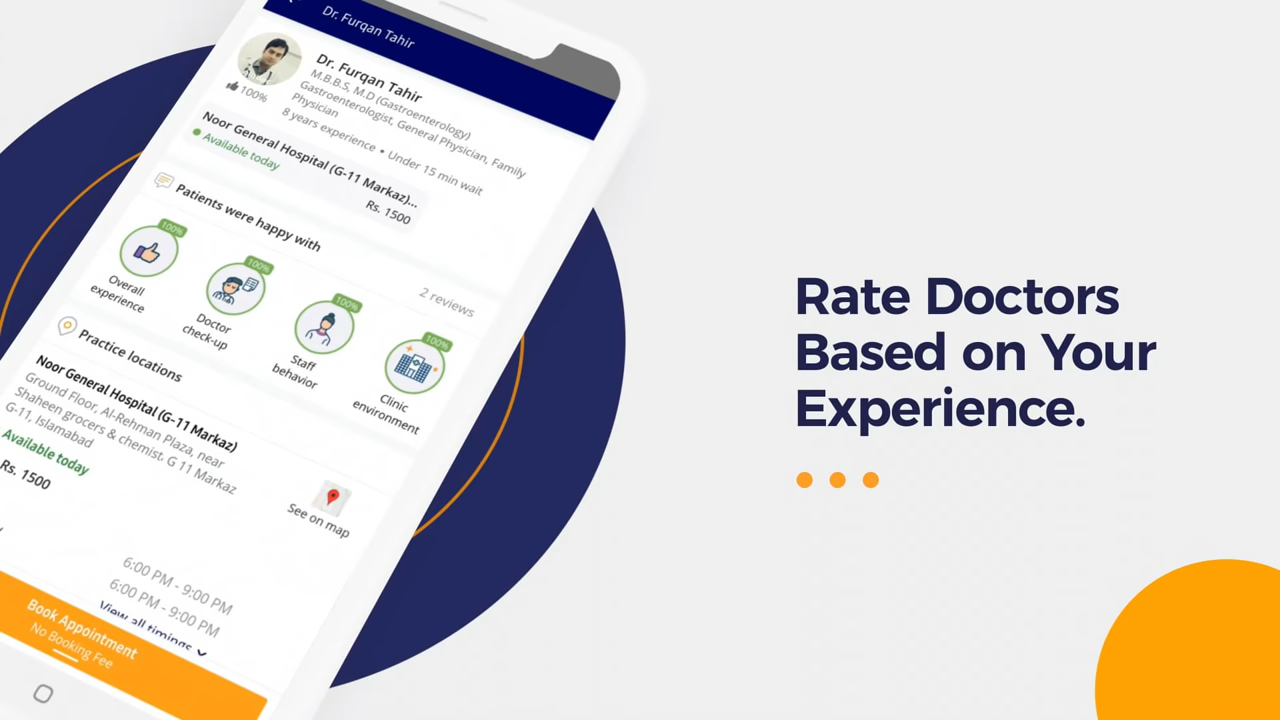 Dr. Furqan Tahir
Dr. Furqan Tahir
M.B.B.S, M.D (Gastroenterology)
Gastroenterologist, General Physician, Family
Physician
8 years experience • Under 15 min wait
100%
Noor General Hospital (G-11 Markaz)...
Available today
Rs. 1500
Patients were happy with
2 reviews
100%
Overall
experience
100%
Doctor
check-up
100%
Staff
behavior
100%
Clinic
environment
Practice locations
Noor General Hospital (G-11 Markaz)
Ground Floor, Al-Rehman Plaza, near
Shaheen grocers & chemist. G 11 Markaz
G-11, Islamabad
Available today
Rs. 1500
See on map
6:00 PM - 9:00 PM
6:00 PM - 9:00 PM
View all timings
Book Appointment
No Booking Fee
Rate Doctors
Based on Your
Experience.